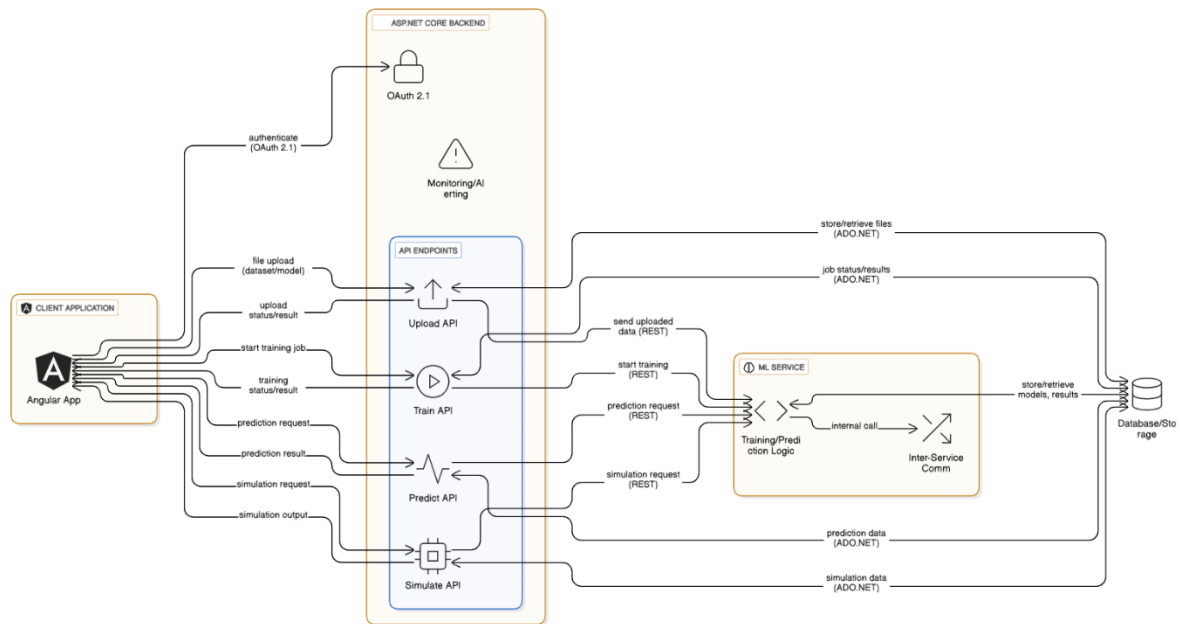 ASP.NET CORE BACKEND
OAuth 2.1
authenticate
(OAuth 2.1)
Monitoring/Al
erting
store/retrieve files
(ADO.NET)
API ENDPOINTS
file upload
(dataset/model)
job status/results
(ADO.NET)
CLIENT APPLICATION
upload
status/result
Upload API
send uploaded
data (REST)
start training job
start training
(REST)
ML SERVICE
A
Angular App
training
status/result
Train API
store/retrieve
models, results
prediction request
prediction request
(REST)
Training/Predi
ction Logic
internal call
Inter-Service
Comm
Database/Sto
rage
prediction result
simulation request
simulation request
(REST)
Predict API
simulation output
prediction data
(ADO.NET)
Simulate API
simulation data
(ADO.NET)